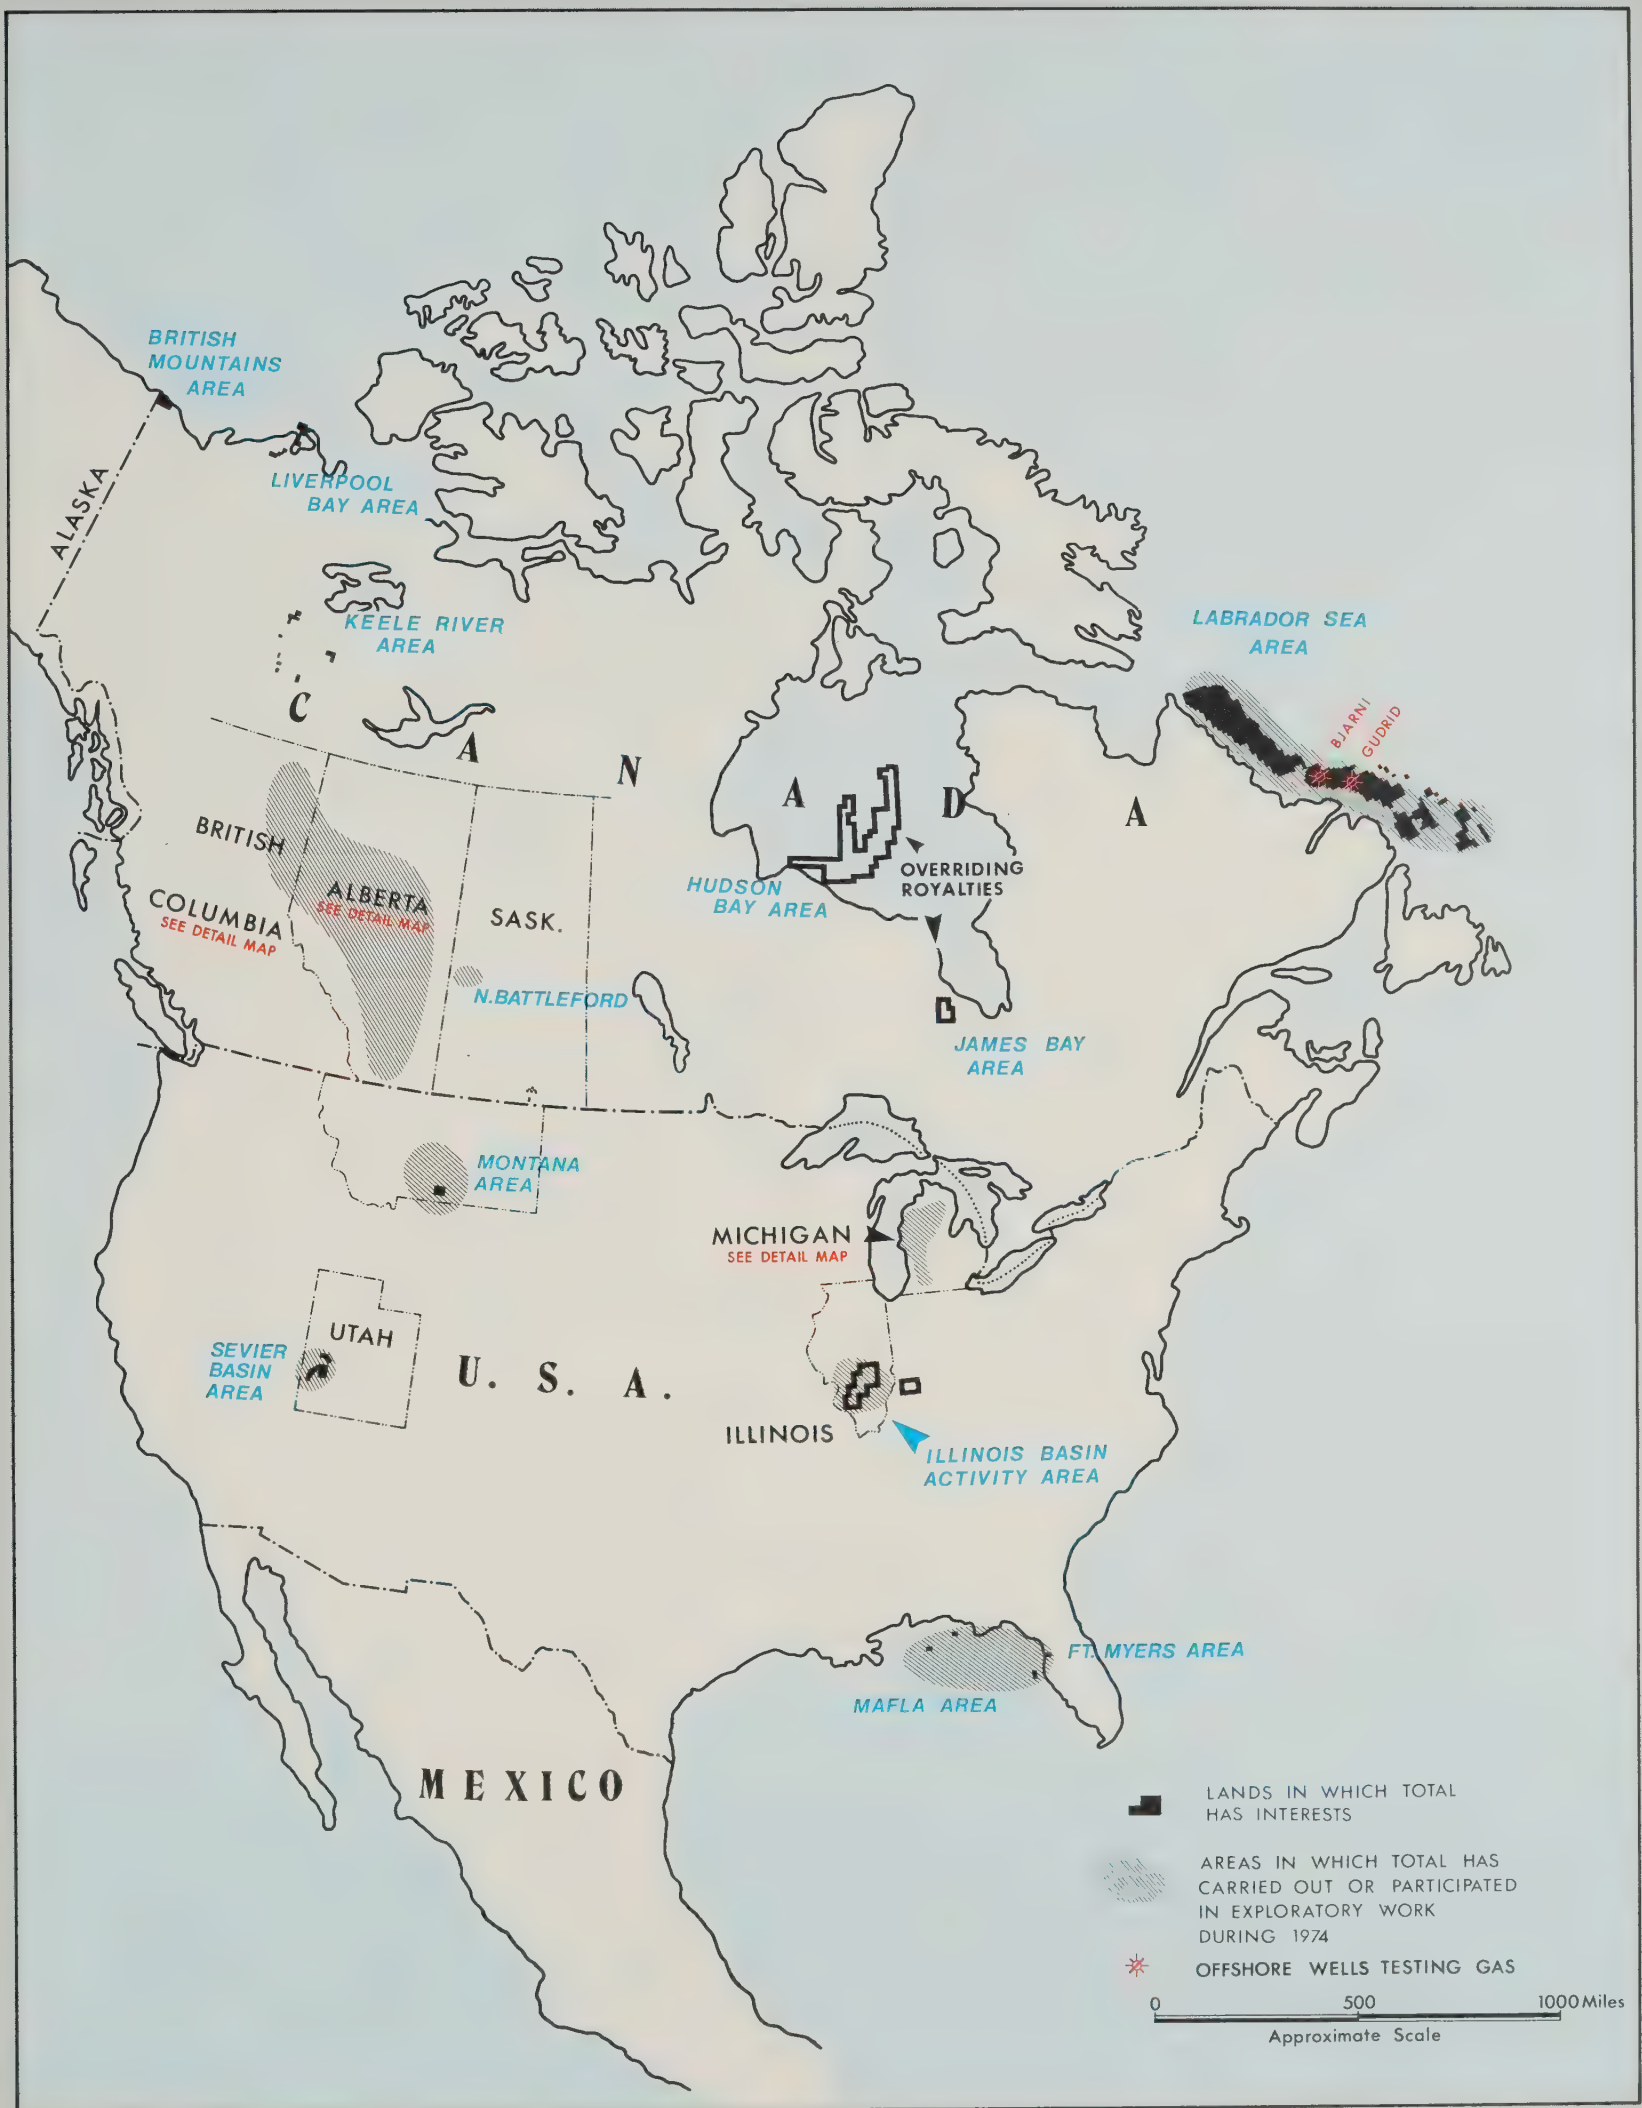 BRITISH
MOUNTAINS
AREA
LIVERPOOL
BAY AREA
ALASKA
KEELE RIVER
AREA
LABRADOR SEA
AREA
BJARNI
GUDRID
C A N A D A
BRITISH
COLUMBIA
SEE DETAIL MAP
ALBERTA
SEE DETAIL MAP
SASK.
N.BATTLEFORD
HUDSON
BAY AREA
OVERRIDING
ROYALTIES
JAMES BAY
AREA
MONTANA
AREA
MICHIGAN
SEE DETAIL MAP
UTAH
SEVIER
BASIN
AREA
U. S. A.
ILLINOIS
ILLINOIS BASIN
ACTIVITY AREA
FT. MYERS AREA
MAFLA AREA
MEXICO
LANDS IN WHICH TOTAL
HAS INTERESTS
AREAS IN WHICH TOTAL HAS
CARRIED OUT OR PARTICIPATED
IN EXPLORATORY WORK
DURING 1974
OFFSHORE WELLS TESTING GAS
0 500 1000 Miles
Approximate Scale